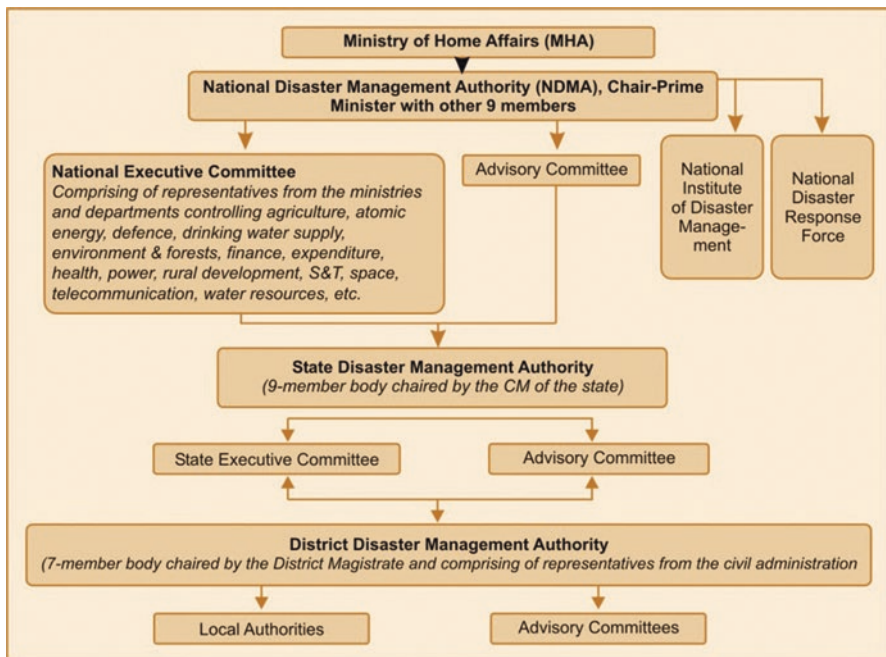 Ministry of Home Affairs (MHA)
National Disaster Management Authority (NDMA), Chair-Prime
Minister with other 9 members
National Executive Committee
Comprising of representatives from the ministries
and departments controlling agriculture, atomic
energy, defence, drinking water supply,
environment & forests, finance, expenditure,
health, power, rural development, S&T, space,
telecommunication, water resources, etc.
Advisory Committee
National
Institute
of Disaster
Manage-
ment
National
Disaster
Response
Force
State Disaster Management Authority
(9-member body chaired by the CM of the state)
State Executive Committee
Advisory Committee
District Disaster Management Authority
(7-member body chaired by the District Magistrate and comprising of representatives from the civil administration
Local Authorities
Advisory Committees